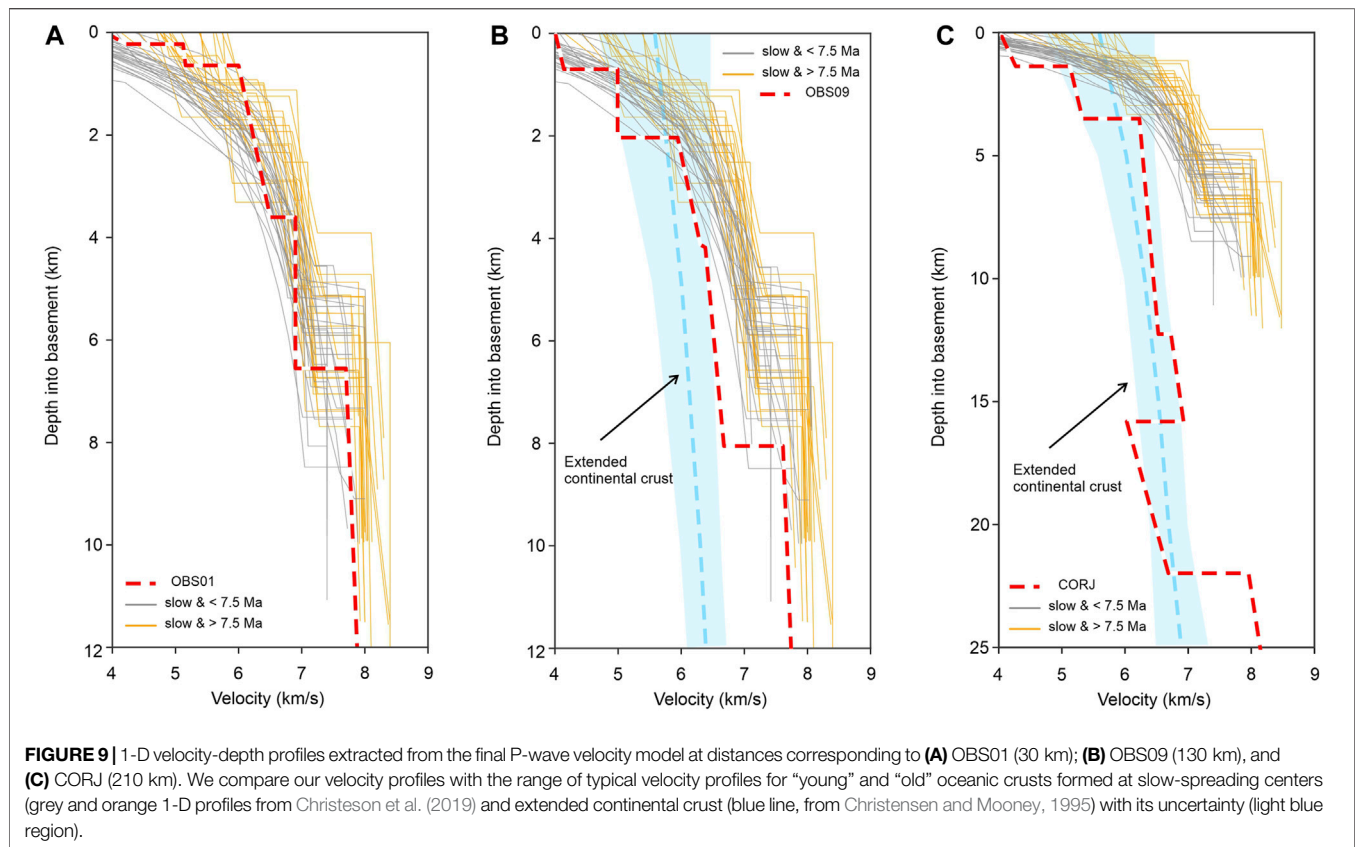 A
0
2
4
6
8
10
12
Depth into basement (km)
OBS01
slow & < 7.5 Ma
slow & > 7.5 Ma
4 5 6 7 8 9
Velocity (km/s)
B
0
2
4
6
8
10
12
Depth into basement (km)
slow & < 7.5 Ma
slow & > 7.5 Ma
OBS09
Extended
continental crust
4 5 6 7 8 9
Velocity (km/s)
C
0
5
10
15
20
25
Depth into basement (km)
Extended
continental crust
CORJ
slow & < 7.5 Ma
slow & > 7.5 Ma
4 5 6 7 8 9
Velocity (km/s)
FIGURE 9 | 1-D velocity-depth profiles extracted from the final P-wave velocity model at distances corresponding to (A) OBS01 (30 km); (B) OBS09 (130 km), and
(C) CORJ (210 km). We compare our velocity profiles with the range of typical velocity profiles for “young” and “old” oceanic crusts formed at slow-spreading centers
(grey and orange 1-D profiles from Christeson et al. (2019) and extended continental crust (blue line, from Christensen and Mooney, 1995) with its uncertainty (light blue
region).